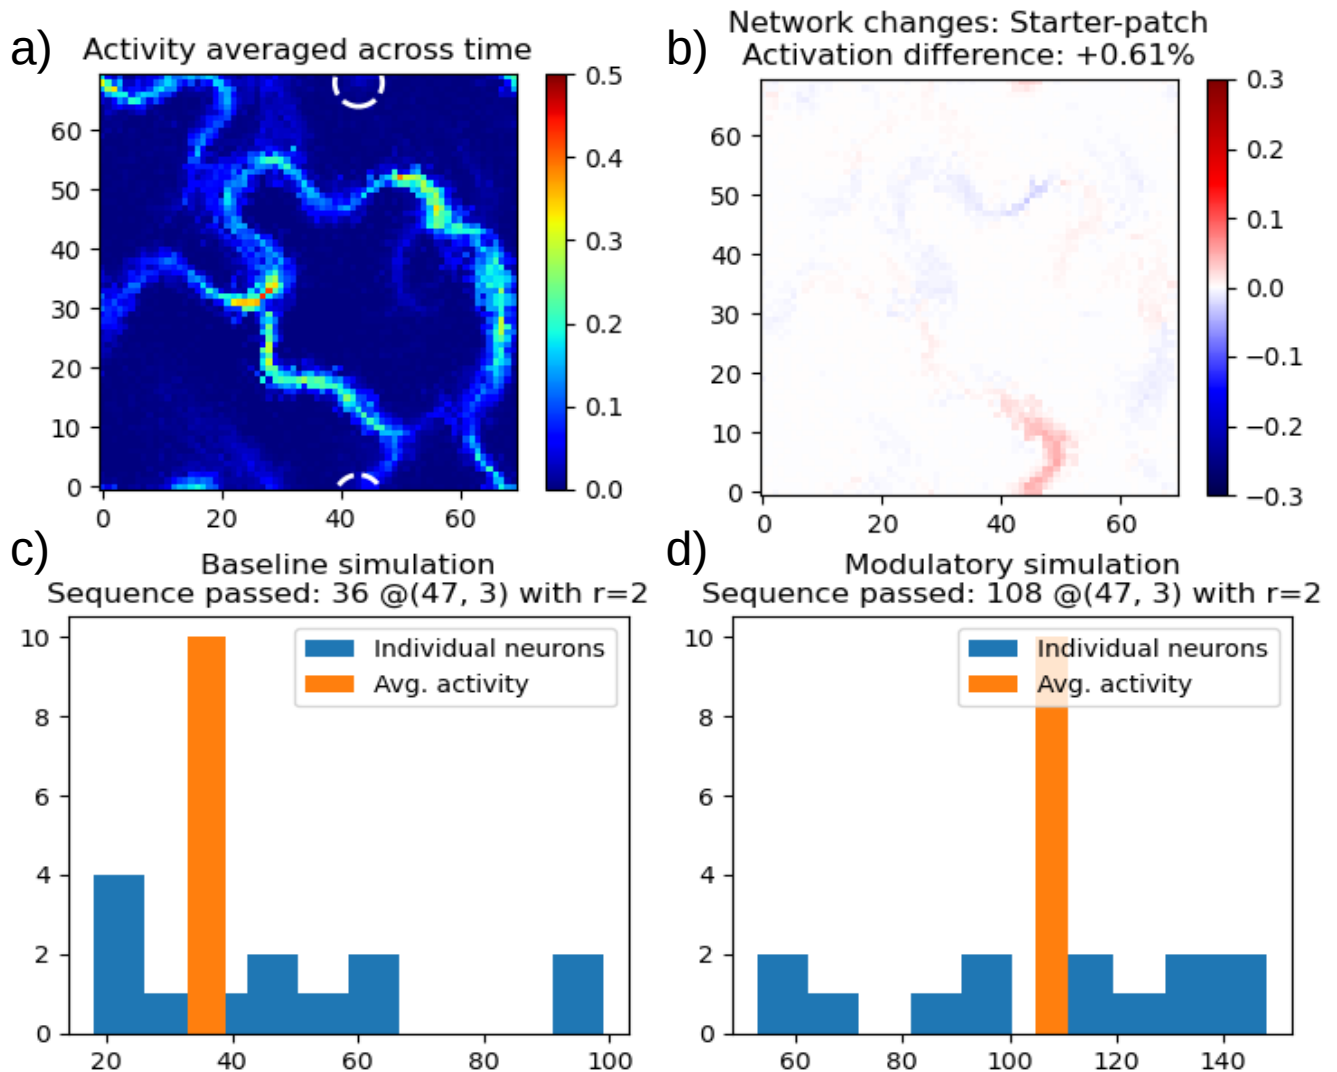 a)
Activity averaged across time
60
50
40
30
20
10
0
0 20 40 60
0.5
0.4
0.3
0.2
0.1
0.0
b)
Network changes: Starter-patch
Activation difference: +0.61%
60
50
40
30
20
10
0
0 20 40 60
0.3
0.2
0.1
0.0
−0.1
−0.2
−0.3
c)
Baseline simulation
Sequence passed: 36 @(47, 3) with r=2
10
8
6
4
2
0
20 40 60 80 100
Individual neurons
Avg. activity
d)
Modulatory simulation
Sequence passed: 108 @(47, 3) with r=2
10
8
6
4
2
0
60 80 100 120 140
Individual neurons
Avg. activity